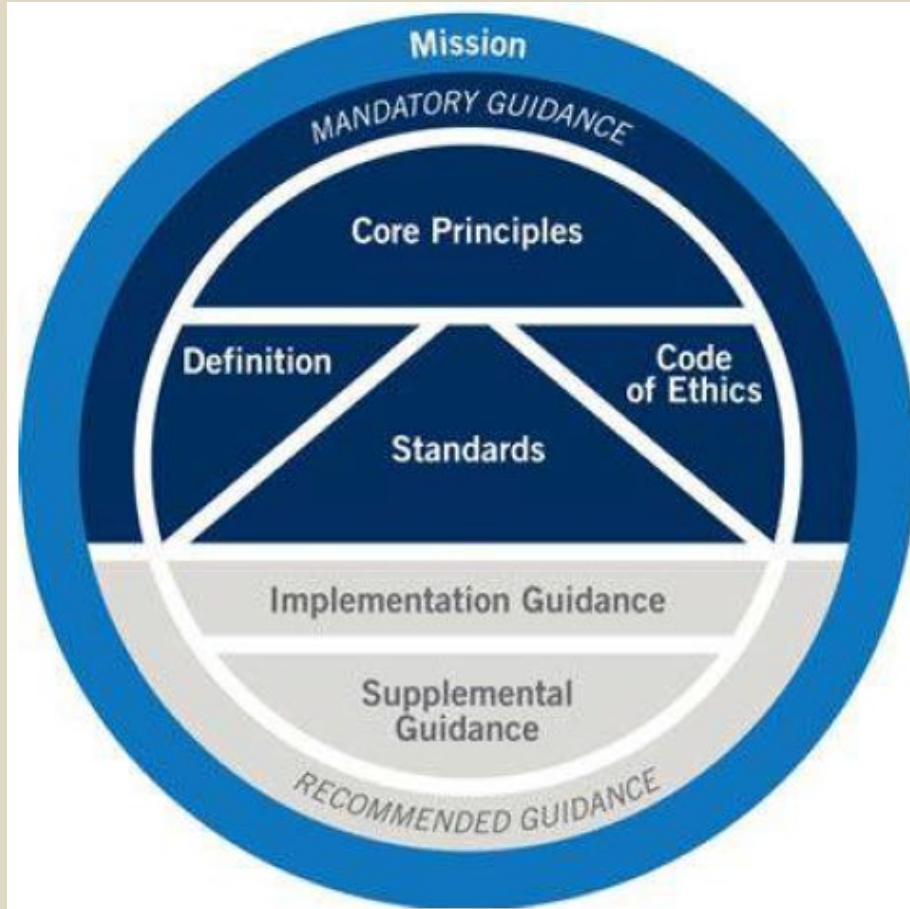 Mission
MANDATORY GUIDANCE
Core Principles
Definition
Code
of Ethics
Standards
Implementation Guidance
Supplemental
Guidance
RECOMMENDED GUIDANCE